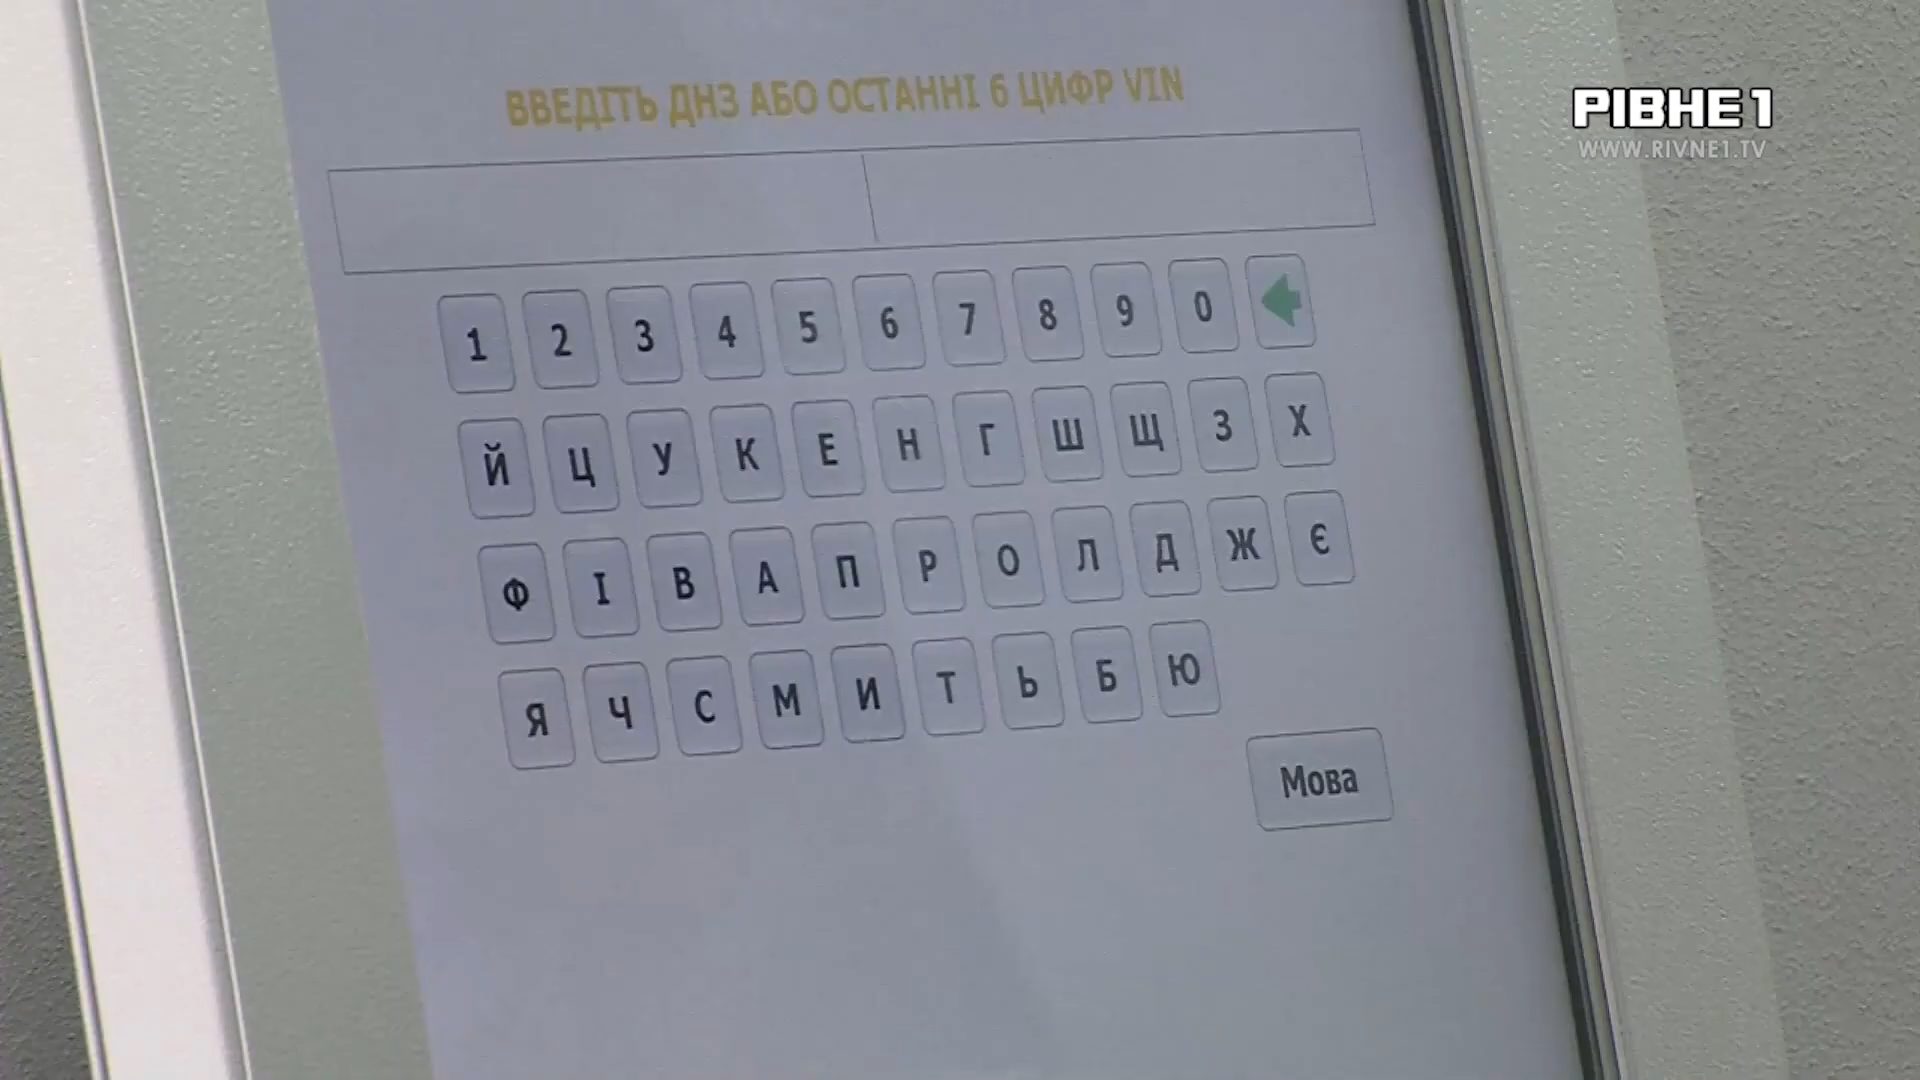 ВВЕДІТЬ ДНЗ АБО ОСТАННІ 6 ЦИФР VIN
РІВНЕ 1
WWW.RIVNE1.TV
1 2 3 4 5 6 7 8 9 0
Й Ц У К Е Н Г Ш Щ З Х
Ф І В А П Р О Л Д Ж Є
Я Ч С М И Т Ь Б Ю
Мова